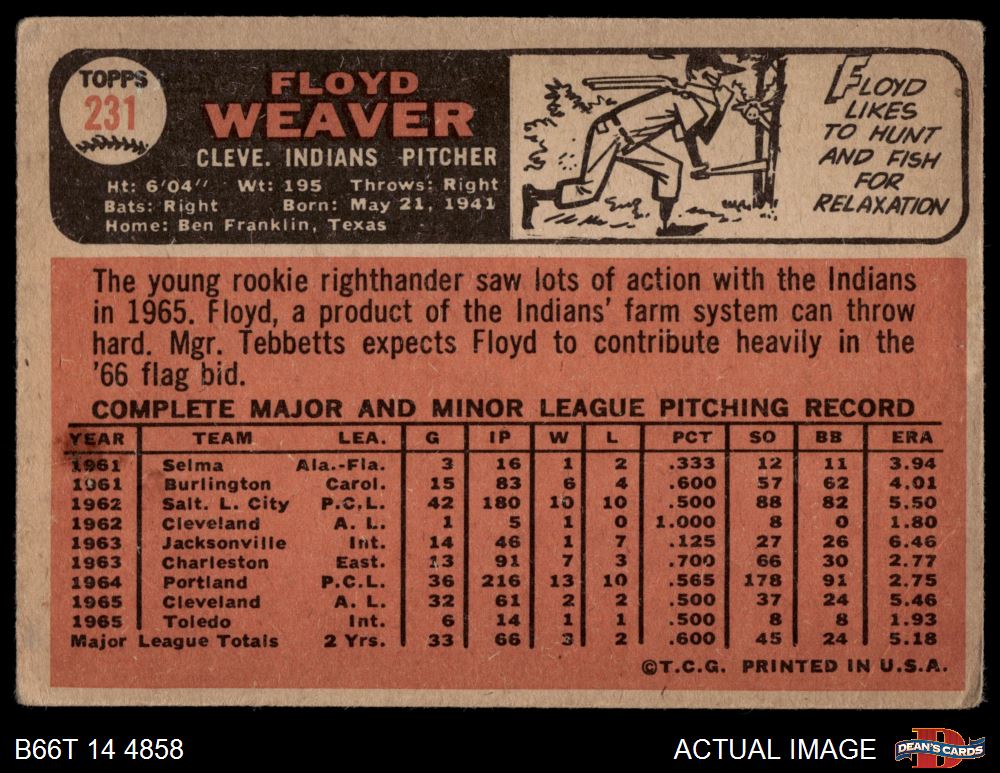 TOPPS
231
FLOYD
WEAVER
CLEVE. INDIANS PITCHER
Ht: 6'04" Wt: 195 Throws: Right
Bats: Right Born: May 21, 1941
Home: Ben Franklin, Texas
FLOYD
LIKES
TO HUNT
AND FISH
FOR
RELAXATION
The young rookie righthander saw lots of action with the Indians
in 1965. Floyd, a product of the Indians' farm system can throw
hard. Mgr. Tebbetts expects Floyd to contribute heavily in the
'66 flag bid.
COMPLETE MAJOR AND MINOR LEAGUE PITCHING RECORD
YEAR TEAM LEA. G IP W L PCT SO BB ERA
1961 Selma Ala.-Fla. 3 16 1 2 .333 12 11 3.94
1961 Burlington Carol. 15 83 6 4 .600 57 62 4.01
1962 Salt. L. City P.C.L. 42 180 10 10 .500 88 82 5.50
1962 Cleveland A. L. 1 5 1 0 1.000 8 0 1.80
1963 Jacksonville Int. 14 46 1 7 .125 27 26 6.46
1963 Charleston East. 13 91 7 3 .700 66 30 2.77
1964 Portland P.C.L. 36 216 13 10 .565 178 91 2.75
1965 Cleveland A. L. 32 61 2 2 .500 37 24 5.46
1965 Toledo Int. 6 14 1 1 .500 8 8 1.93
Major League Totals 2 Yrs. 33 66 3 2 .600 45 24 5.18
©T.C.G. PRINTED IN U.S.A.
B66T 14 4858
ACTUAL IMAGE
D
DEAN'S CARDS